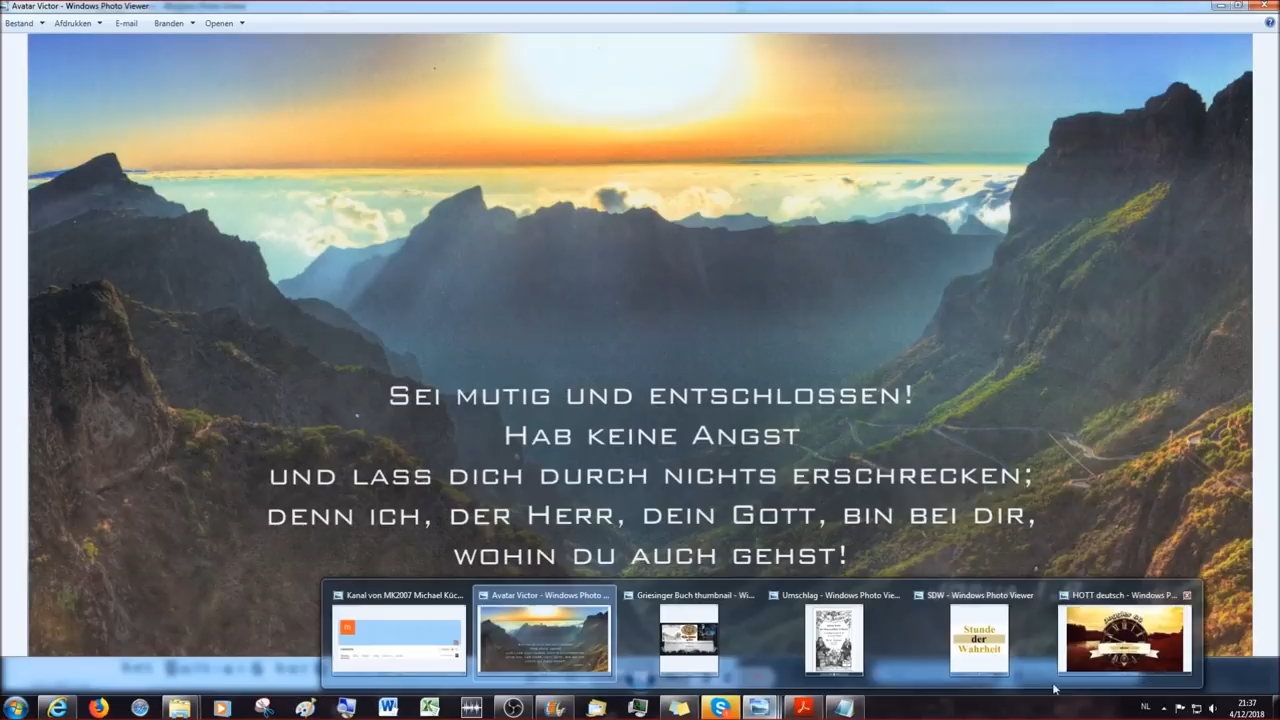 Avatar Victor - Windows Photo Viewer
Bestand Afdrukken E-mail Branden Openen
SEI MUTIG UND ENTSCHLOSSEN!
HAB KEINE ANGST
UND LASS DICH DURCH NICHTS ERSCHRECKEN;
DENN ICH, DER HERR, DEIN GOTT, BIN BEI DIR,
WOHIN DU AUCH GEHST!
Kanal von MK2007 Michael Küc... Avatar Victor - Windows Photo ... Griesinger Buch thumbnail - Wi... Umschlag - Windows Photo Vie... SDW - Windows Photo Viewer HOTT deutsch - Windows P...
m
Stunde
der
Wahrheit
NL
21:37
4/12/2018